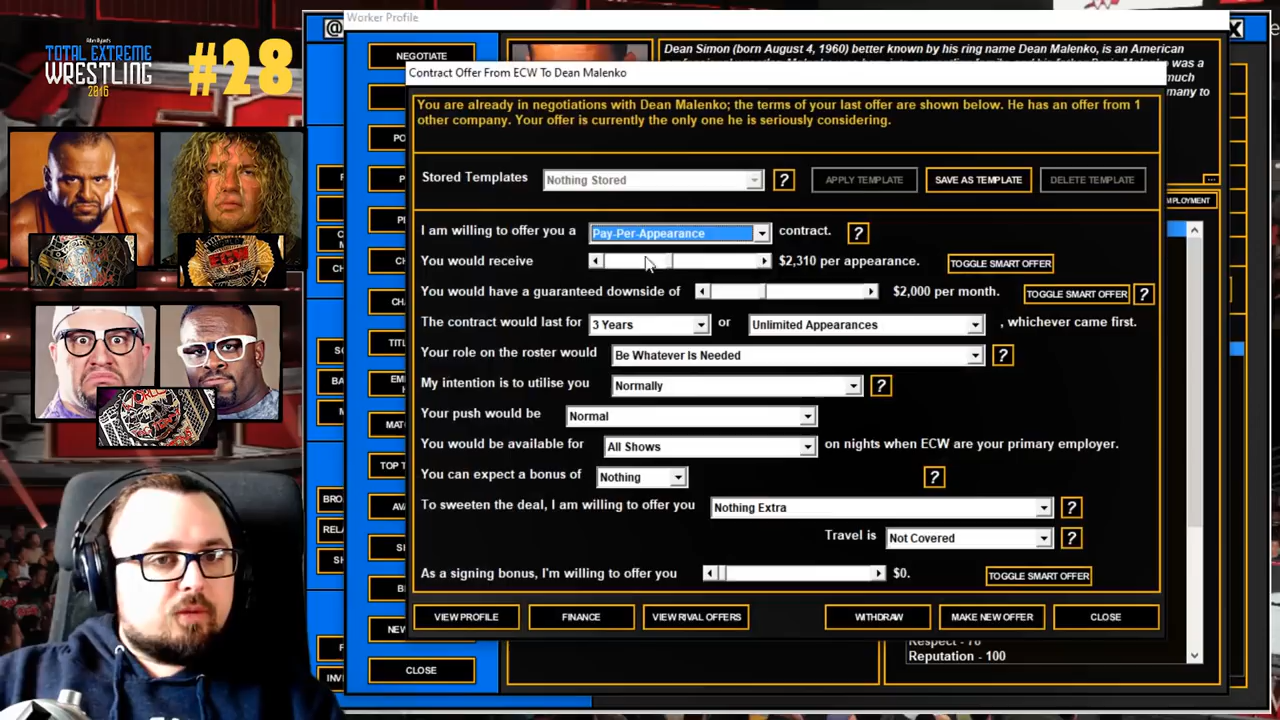 Adam Ryland's
TOTAL EXTREME
WRESTLING
2016
#28
Worker Profile
X
NEGOTIATE
Dean Simon (born August 4, 1960) better known by his ring name Dean Malenko, is an American
Contract Offer From ECW To Dean Malenko
You are already in negotiations with Dean Malenko; the terms of your last offer are shown below. He has an offer from 1
other company. Your offer is currently the only one he is seriously considering.
Stored Templates
Nothing Stored
?
APPLY TEMPLATE
SAVE AS TEMPLATE
DELETE TEMPLATE
I am willing to offer you a
Pay-Per-Appearance
contract.
?
You would receive
$2,310 per appearance.
TOGGLE SMART OFFER
You would have a guaranteed downside of
$2,000 per month.
TOGGLE SMART OFFER
?
The contract would last for
3 Years
or
Unlimited Appearances
, whichever came first.
Your role on the roster would
Be Whatever Is Needed
?
My intention is to utilise you
Normally
?
Your push would be
Normal
You would be available for
All Shows
on nights when ECW are your primary employer.
You can expect a bonus of
Nothing
?
To sweeten the deal, I am willing to offer you
Nothing Extra
?
Travel is
Not Covered
?
As a signing bonus, I'm willing to offer you
$0.
TOGGLE SMART OFFER
VIEW PROFILE
FINANCE
VIEW RIVAL OFFERS
WITHDRAW
MAKE NEW OFFER
CLOSE
Respect - 78
Reputation - 100
CLOSE